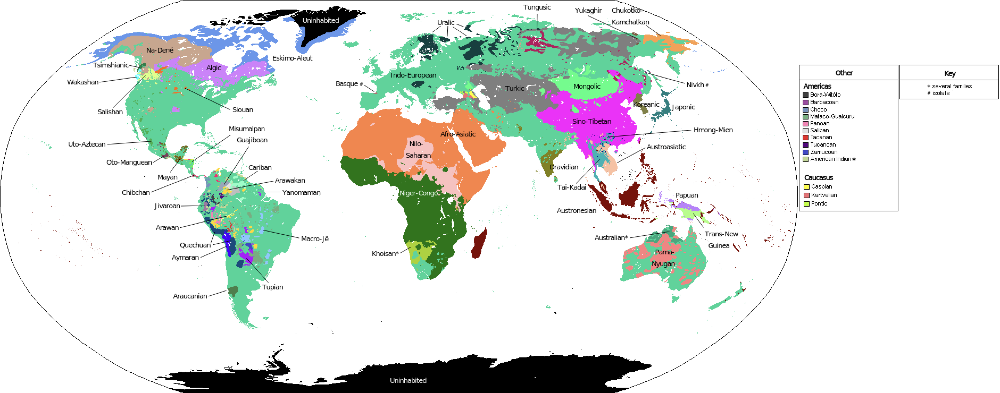 Uninhabited
Na-Dené
Tsimshianic
Algic
Eskimo-Aleut
Wakashan
Salishan
Siouan
Misumalpan
Guajiboan
Uto-Aztecan
Oto-Manguean
Mayan
Chibchan
Cariban
Arawakan
Yanomaman
Jivaroan
Arawan
Quechuan
Aymaran
Macro-Jê
Tupian
Araucanian
Uralic
Tungusic
Yukaghir
Chukotko-
Kamchatkan
Indo-European
Basque #
Turkic
Mongolic
Nivkh #
Koreanic
Japonic
Sino-Tibetan
Hmong-Mien
Afro-Asiatic
Nilo-
Saharan
Austroasiatic
Dravidian
Tai-Kadai
Niger-Congo
Papuan
Austronesian
Khoisan*
Australian*
Trans-New
Guinea
Pama-
Nyugan
Uninhabited
Other
Americas
Bora-Witóto
Barbacoan
Choco
Mataco-Guaicuru
Panoan
Saliban
Tacanan
Tucanoan
Zamucoan
American Indian*
Caucasus
Caspian
Kartvelian
Pontic
Key
* several families
# isolate